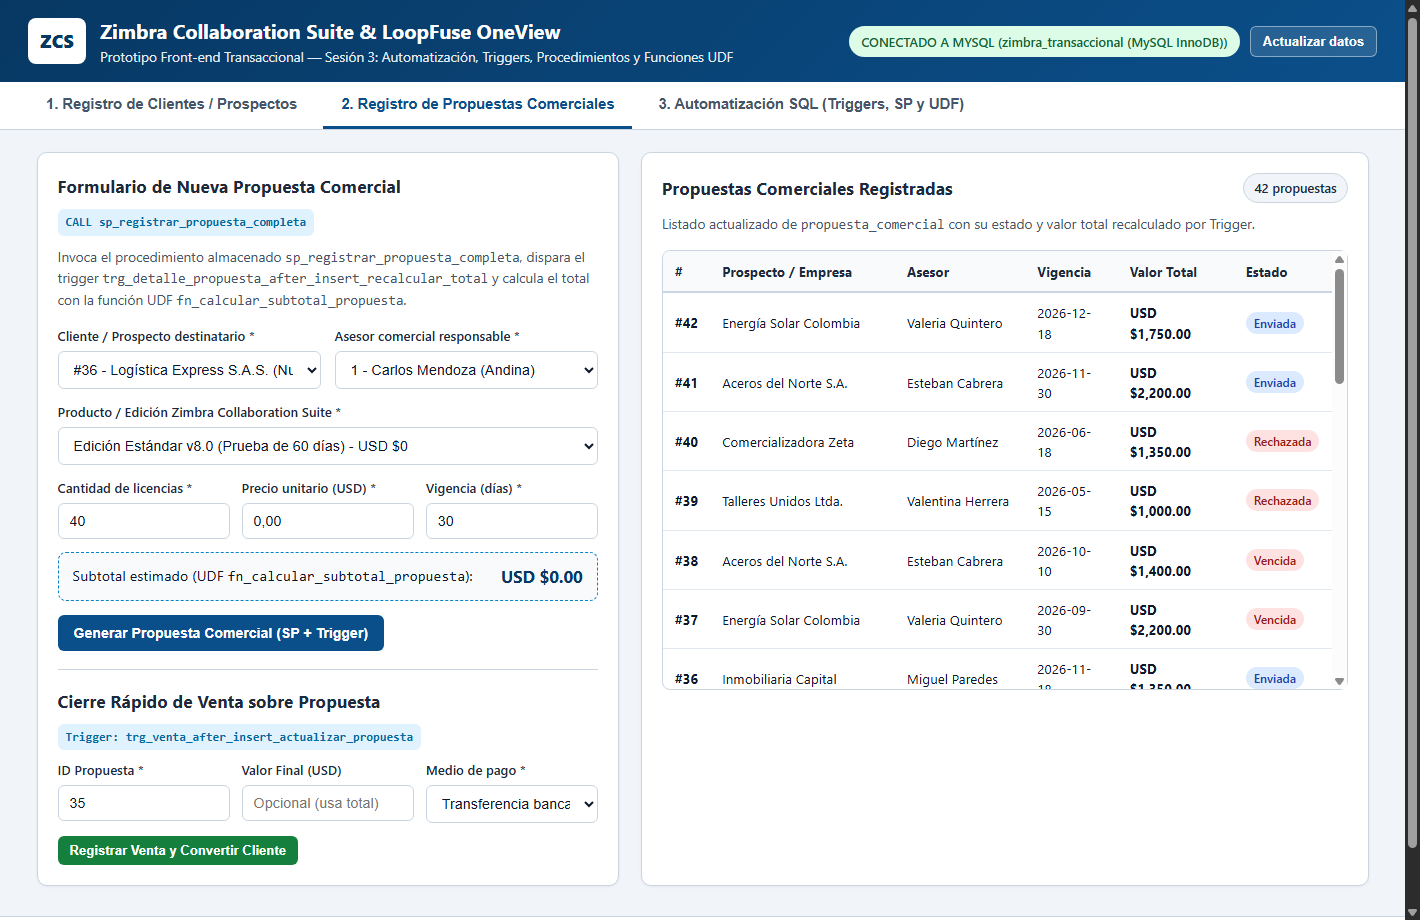 ZCS
Zimbra Collaboration Suite & LoopFuse OneView
Prototipo Front-end Transaccional — Sesión 3: Automatización, Triggers, Procedimientos y Funciones UDF
CONECTADO A MYSQL (zimbra_transaccional (MySQL InnoDB))
Actualizar datos
1. Registro de Clientes / Prospectos
2. Registro de Propuestas Comerciales
3. Automatización SQL (Triggers, SP y UDF)
Formulario de Nueva Propuesta Comercial
CALL sp_registrar_propuesta_completa
Invoca el procedimiento almacenado sp_registrar_propuesta_completa, dispara el
trigger trg_detalle_propuesta_after_insert_recalcular_total y calcula el total
con la función UDF fn_calcular_subtotal_propuesta.
Cliente / Prospecto destinatario *
Asesor comercial responsable *
#36 - Logística Express S.A.S. (Nu
1 - Carlos Mendoza (Andina)
Producto / Edición Zimbra Collaboration Suite *
Edición Estándar v8.0 (Prueba de 60 días) - USD $0
Cantidad de licencias *
Precio unitario (USD) *
Vigencia (días) *
40
0,00
30
Subtotal estimado (UDF fn_calcular_subtotal_propuesta):
USD $0.00
Generar Propuesta Comercial (SP + Trigger)
Cierre Rápido de Venta sobre Propuesta
Trigger: trg_venta_after_insert_actualizar_propuesta
ID Propuesta *
Valor Final (USD)
Medio de pago *
35
Opcional (usa total)
Transferencia banca
Registrar Venta y Convertir Cliente
Propuestas Comerciales Registradas
42 propuestas
Listado actualizado de propuesta_comercial con su estado y valor total recalculado por Trigger.
# Prospecto / Empresa Asesor Vigencia Valor Total Estado
#42 Energía Solar Colombia Valeria Quintero 2026-12-18 USD $1,750.00 Enviada
#41 Aceros del Norte S.A. Esteban Cabrera 2026-11-30 USD $2,200.00 Enviada
#40 Comercializadora Zeta Diego Martínez 2026-06-18 USD $1,350.00 Rechazada
#39 Talleres Unidos Ltda. Valentina Herrera 2026-05-15 USD $1,000.00 Rechazada
#38 Aceros del Norte S.A. Esteban Cabrera 2026-10-10 USD $1,400.00 Vencida
#37 Energía Solar Colombia Valeria Quintero 2026-09-30 USD $2,200.00 Vencida
#36 Inmobiliaria Capital Miguel Paredes 2026-11-18 USD $1,350.00 Enviada